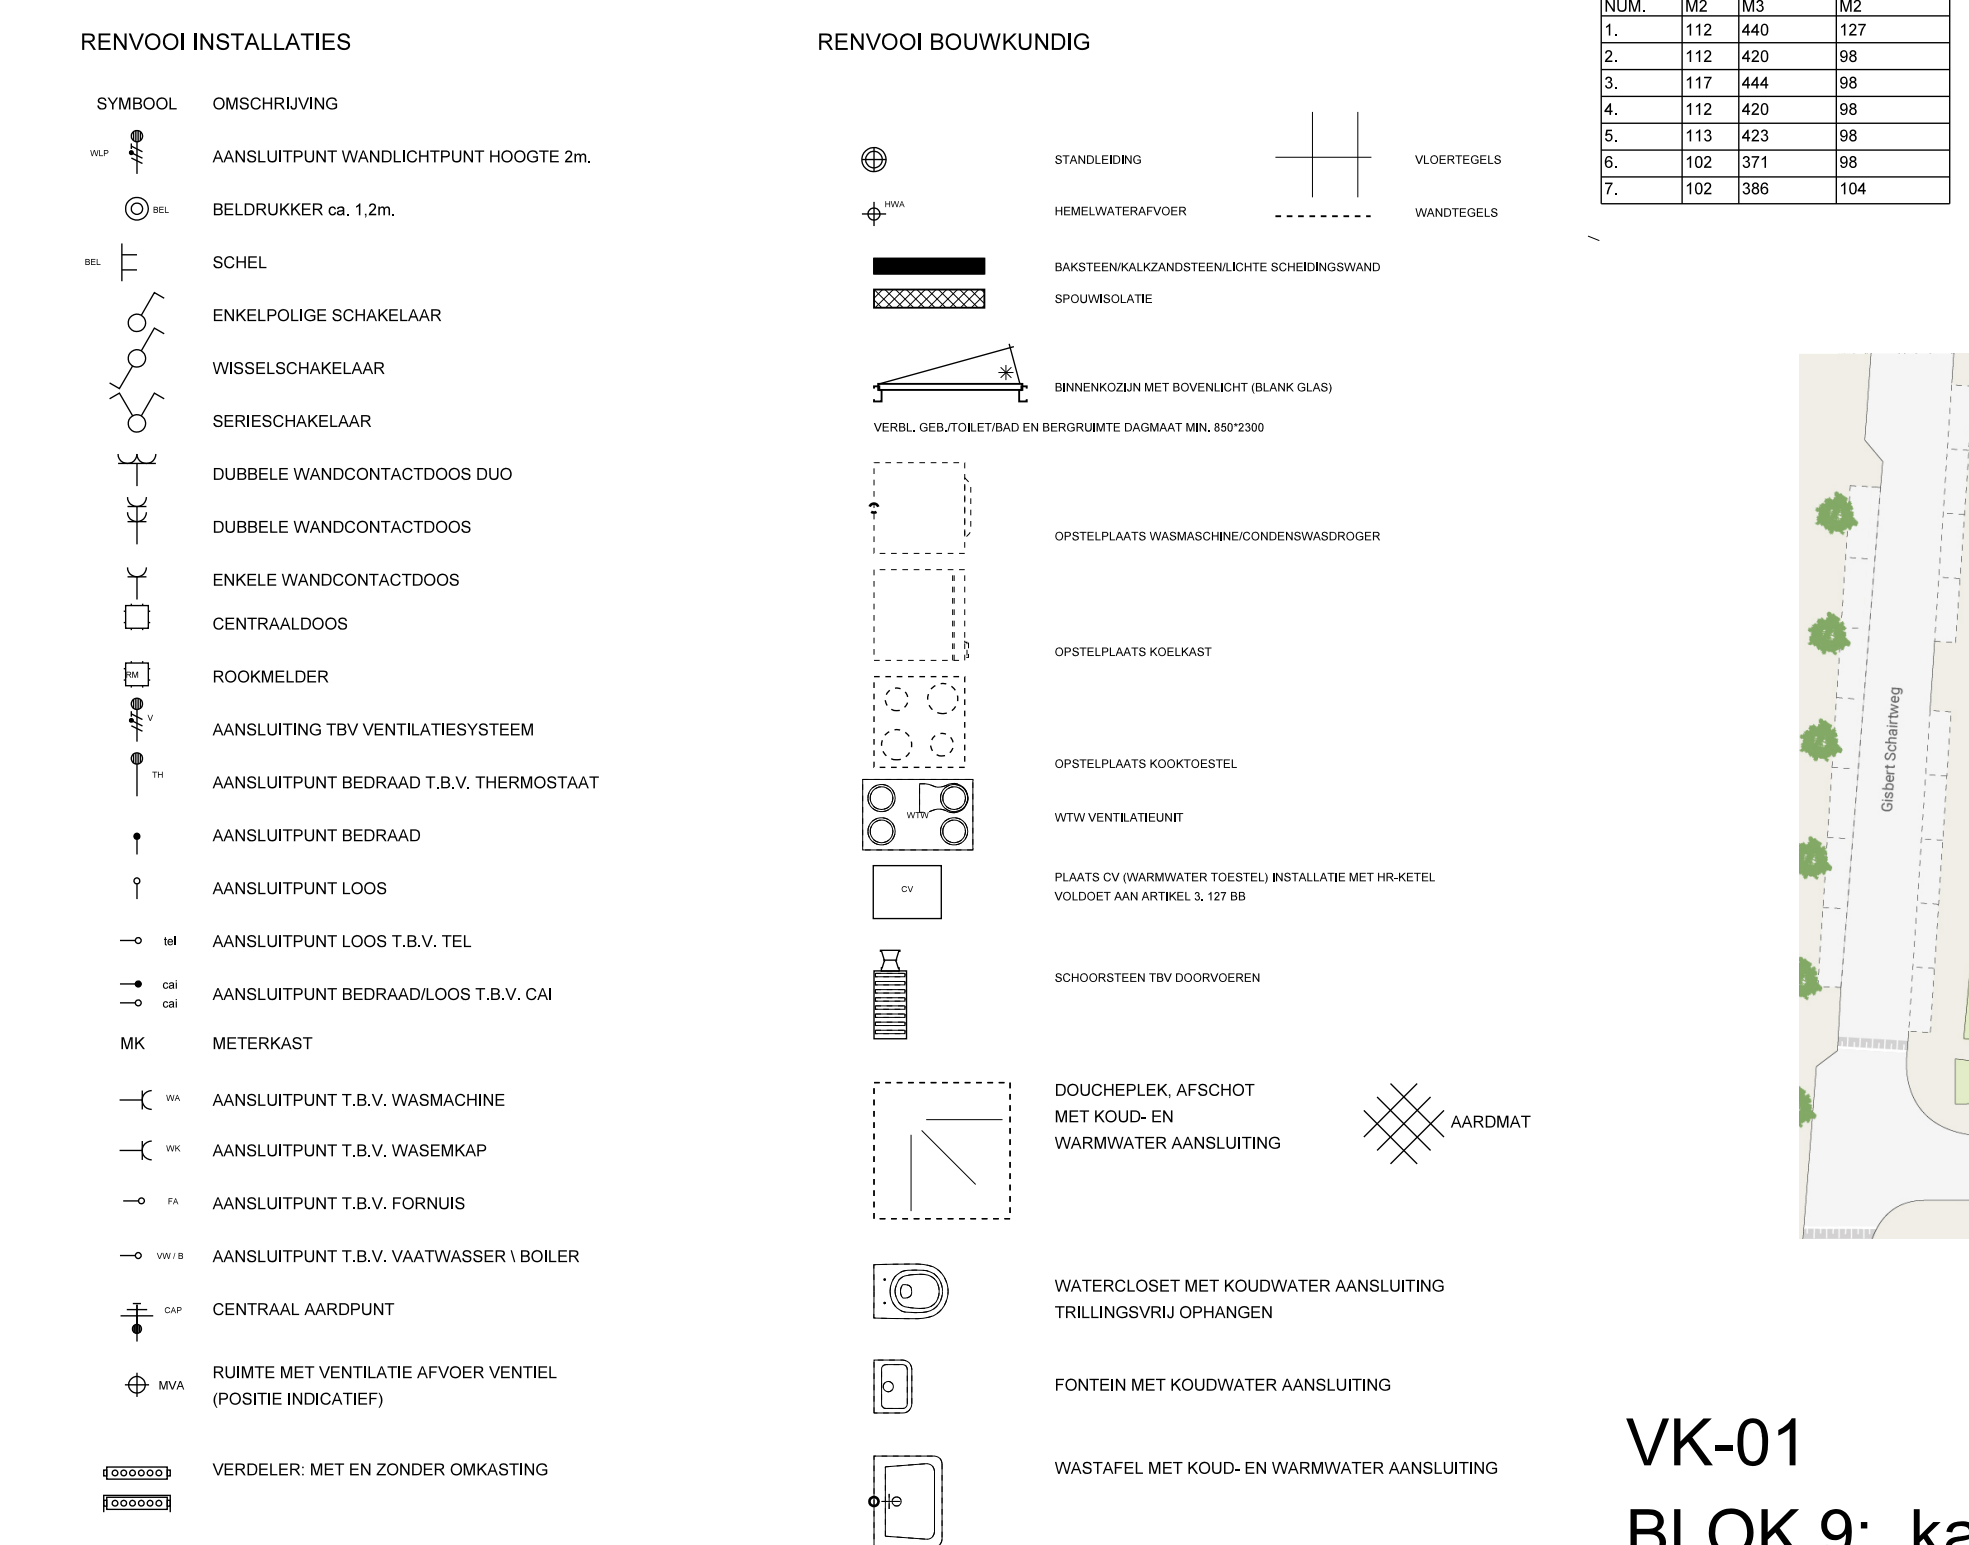 RENVOOI INSTALLATIES
SYMBOOL OMSCHRIJVING
WLP AANSLUITPUNT WANDLICHTPUNT HOOGTE 2m.
BEL BELDRUKKER ca. 1,2m.
BEL SCHEL
ENKELPOLIGE SCHAKELAAR
WISSELSCHAKELAAR
SERIESCHAKELAAR
DUBBELE WANDCONTACTDOOS DUO
DUBBELE WANDCONTACTDOOS
ENKELE WANDCONTACTDOOS
CENTRAALDOOS
RM ROOKMELDER
V AANSLUITING TBV VENTILATIESYSTEEM
TH AANSLUITPUNT BEDRAAD T.B.V. THERMOSTAAT
AANSLUITPUNT BEDRAAD
AANSLUITPUNT LOOS
tel AANSLUITPUNT LOOS T.B.V. TEL
cai
cai AANSLUITPUNT BEDRAAD/LOOS T.B.V. CAI
MK METERKAST
WA AANSLUITPUNT T.B.V. WASMACHINE
WK AANSLUITPUNT T.B.V. WASEMKAP
FA AANSLUITPUNT T.B.V. FORNUIS
VW / B AANSLUITPUNT T.B.V. VAATWASSER \ BOILER
CAP CENTRAAL AARDPUNT
MVA RUIMTE MET VENTILATIE AFVOER VENTIEL
(POSITIE INDICATIEF)
VERDELER: MET EN ZONDER OMKASTING
RENVOOI BOUWKUNDIG
STANDLEIDING VLOERTEGELS
HWA HEMELWATERAFVOER WANDTEGELS
BAKSTEEN/KALKZANDSTEEN/LICHTE SCHEIDINGSWAND
SPOUWISOLATIE
BINNENKOZIJN MET BOVENLICHT (BLANK GLAS)
VERBL. GEB./TOILET/BAD EN BERGRUIMTE DAGMAAT MIN. 850*2300
OPSTELPLAATS WASMASCHINE/CONDENSWASDROGER
OPSTELPLAATS KOELKAST
OPSTELPLAATS KOOKTOESTEL
WTW WTW VENTILATIEUNIT
CV PLAATS CV (WARMWATER TOESTEL) INSTALLATIE MET HR-KETEL
VOLDOET AAN ARTIKEL 3. 127 BB
SCHOORSTEEN TBV DOORVOEREN
DOUCHEPLEK, AFSCHOT
MET KOUD- EN
WARMWATER AANSLUITING
AARDMAT
WATERCLOSET MET KOUDWATER AANSLUITING
TRILLINGSVRIJ OPHANGEN
FONTEIN MET KOUDWATER AANSLUITING
WASTAFEL MET KOUD- EN WARMWATER AANSLUITING
NUM. M2 M3 M2
1. 112 440 127
2. 112 420 98
3. 117 444 98
4. 112 420 98
5. 113 423 98
6. 102 371 98
7. 102 386 104
Gisbert Schairtweg
VK-01
BLOK 9: ka